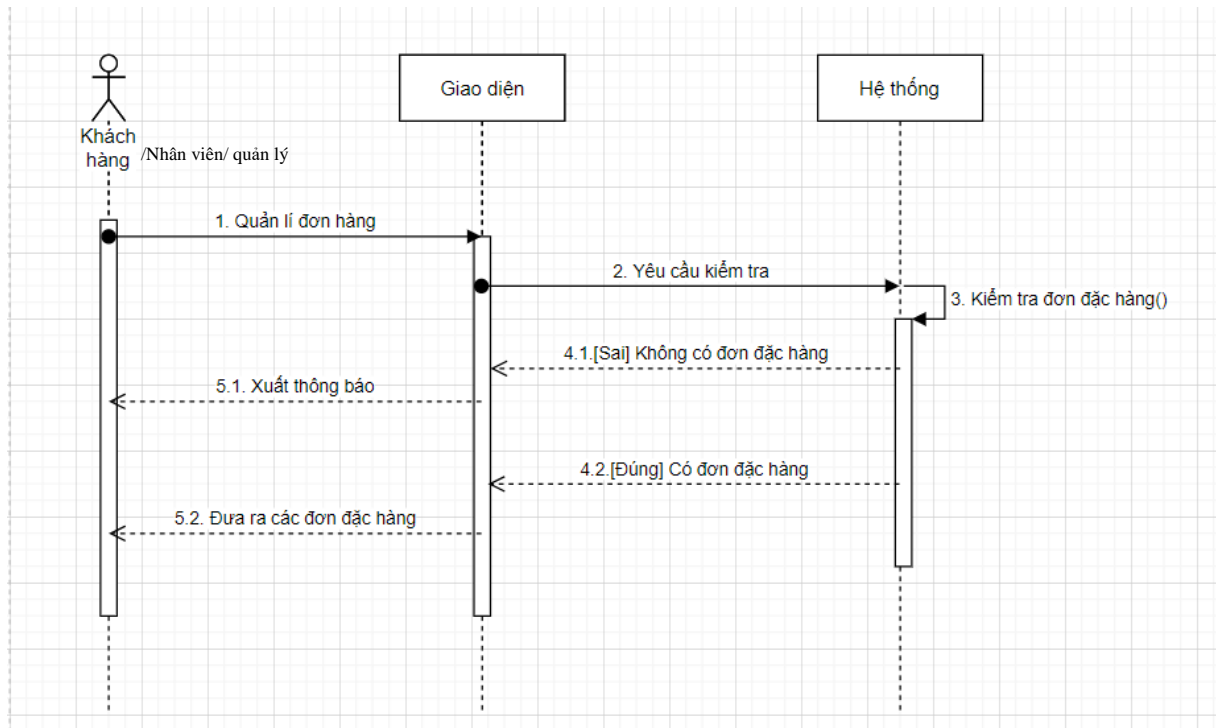 Giao diện
Hệ thống
Khách
hàng /Nhân viên/ quản lý
1. Quản lí đơn hàng
2. Yêu cầu kiểm tra
3. Kiểm tra đơn đặc hàng()
4.1.[Sai] Không có đơn đặc hàng
5.1. Xuất thông báo
4.2.[Đúng] Có đơn đặc hàng
5.2. Đưa ra các đơn đặc hàng